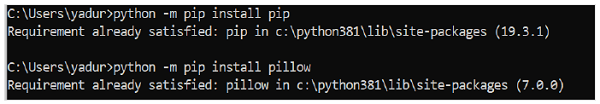 C:\Users\yadur>python -m pip install pip
Requirement already satisfied: pip in c:\python381\lib\site-packages (19.3.1)
C:\Users\yadur>python -m pip install pillow
Requirement already satisfied: pillow in c:\python381\lib\site-packages (7.0.0)